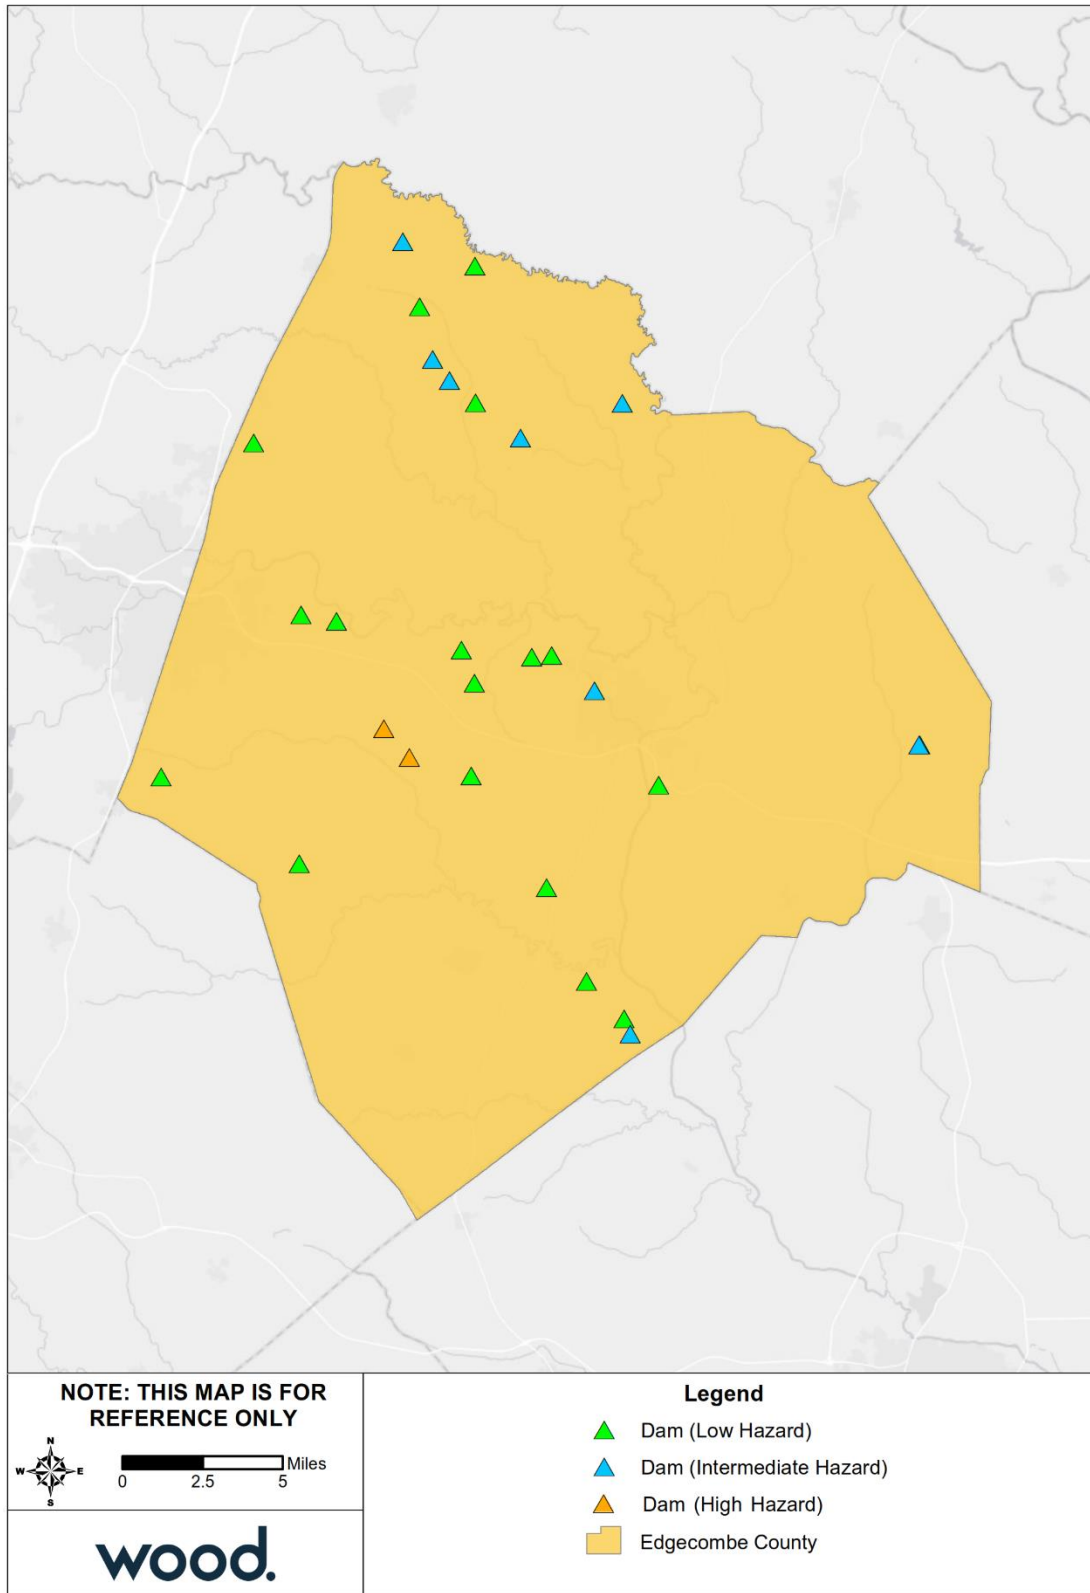 NOTE: THIS MAP IS FOR
REFERENCE ONLY
N
W E
S
0 2.5 5 Miles
wood.
Legend
Dam (Low Hazard)
Dam (Intermediate Hazard)
Dam (High Hazard)
Edgecombe County